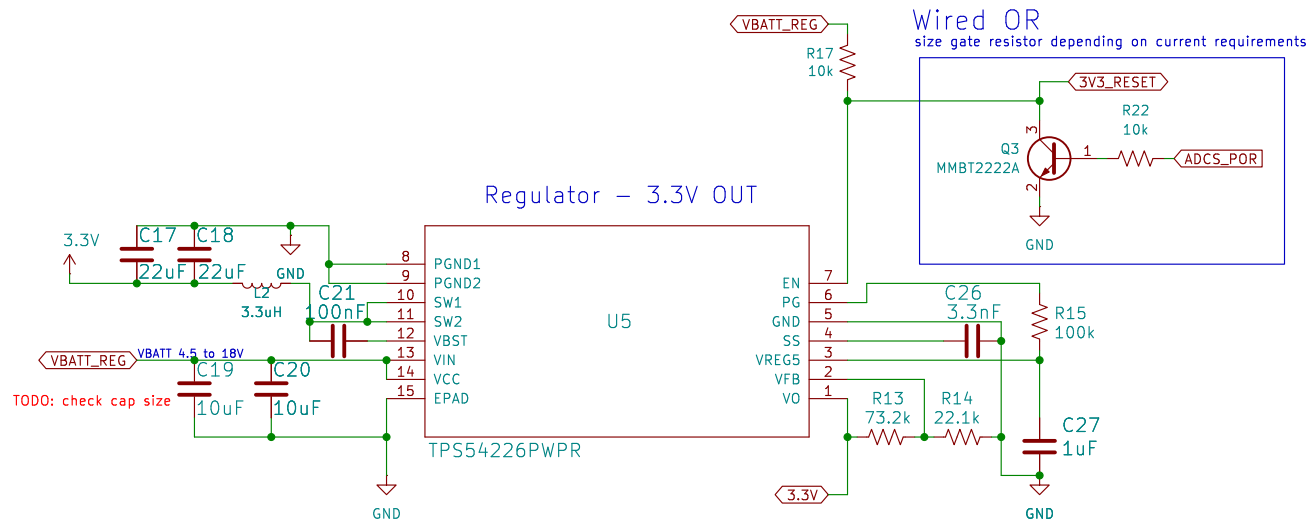 VBATT_REG
Wired OR
size gate resistor depending on current requirements
R17
10k
3V3_RESET
R22
10k
3
Q3
MMBT2222A
1
ADCS_POR
2
GND
Regulator – 3.3V OUT
3.3V
C17
C18
22uF
22uF
GND
L2
3.3uH
C21
100nF
8
PGND1
9
PGND2
10
SW1
11
SW2
12
VBST
13
VIN
14
VCC
15
EPAD
U5
EN
7
PG
6
GND
5
SS
4
VREG5
3
VFB
2
VO
1
TPS54226PWPR
C26
3.3nF
R15
100k
VBATT_REG
VBATT 4.5 to 18V
C19
C20
TODO: check cap size
10uF
10uF
GND
R13
73.2k
R14
22.1k
C27
1uF
3.3V
GND